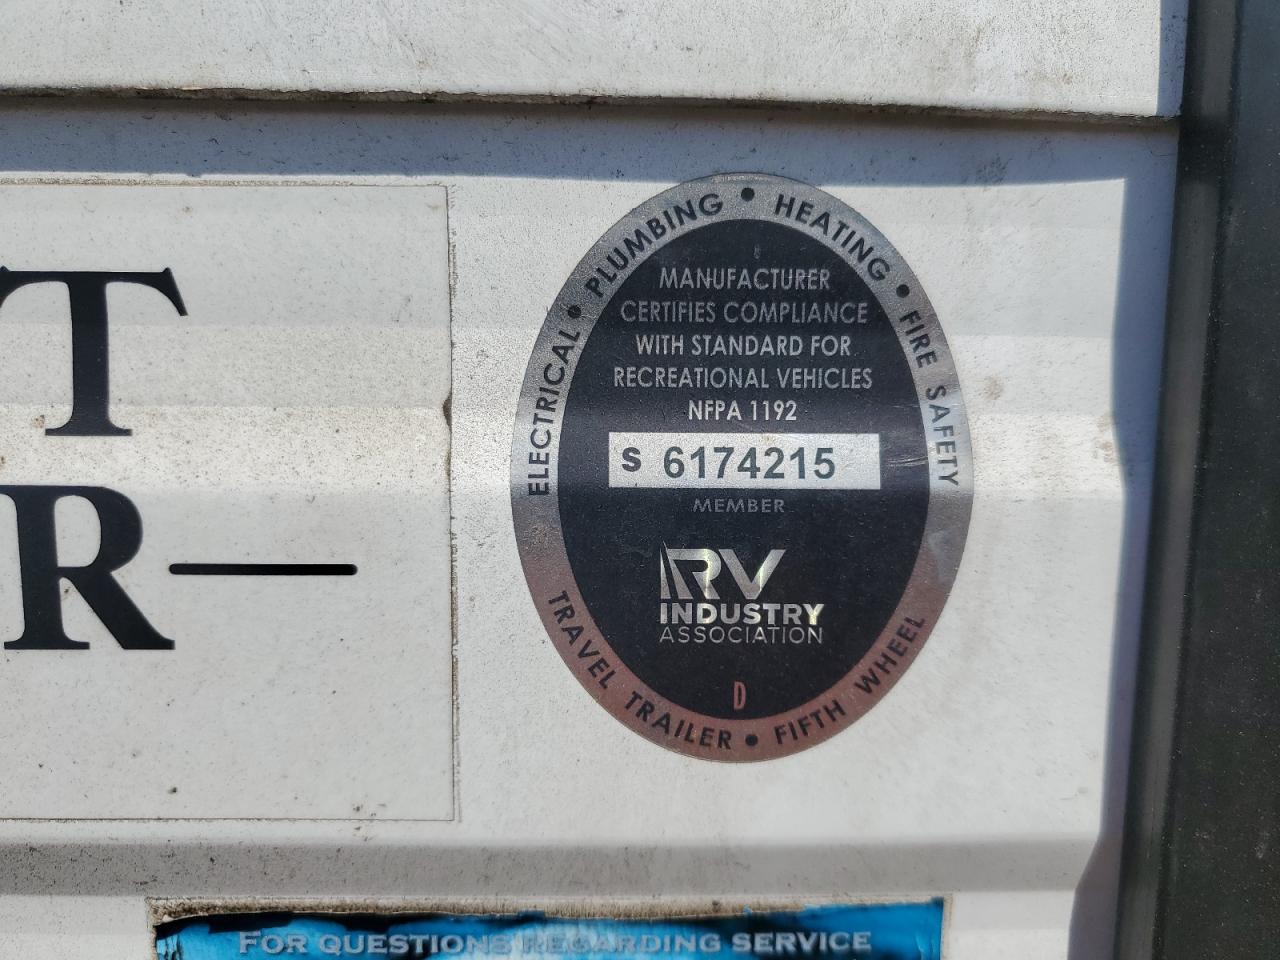 T
R—
ELECTRICAL • PLUMBING • HEATING • FIRE SAFETY
MANUFACTURER
CERTIFIES COMPLIANCE
WITH STANDARD FOR
RECREATIONAL VEHICLES
NFPA 1192
S 6174215
MEMBER
RV
INDUSTRY
ASSOCIATION
D
TRAVEL TRAILER • FIFTH WHEEL
FOR QUESTIONS REGARDING SERVICE